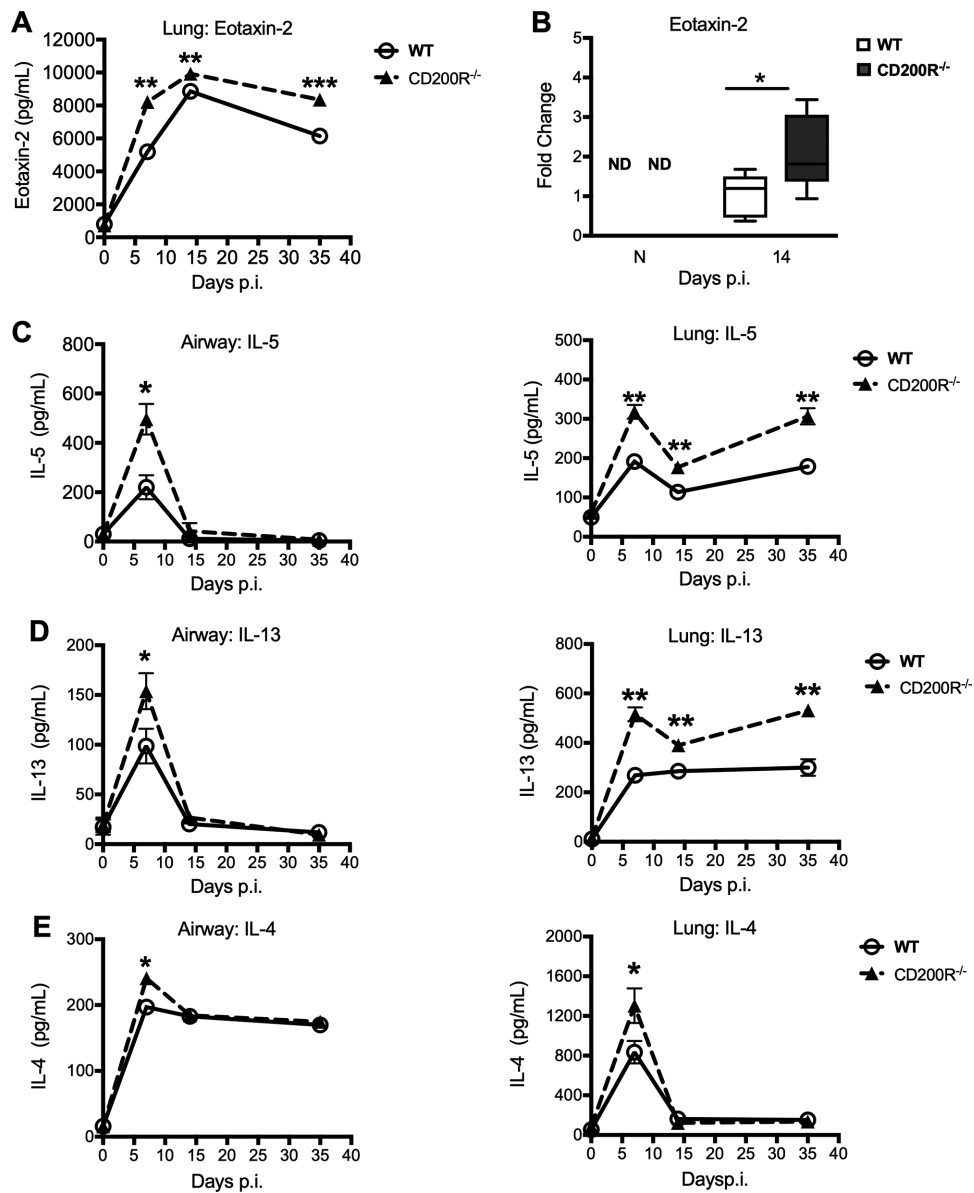 A
Lung: Eotaxin-2
Eotaxin-2 (pg/mL)
12000
10000
8000
6000
4000
2000
0
0 5 10 15 20 25 30 35 40
Days p.i.
** ** ***
WT
CD200R-/-
B
Eotaxin-2
Fold Change
5
4
3
2
1
0
ND ND
*
N 14
Days p.i.
WT
CD200R-/-
C
Airway: IL-5
IL-5 (pg/mL)
800
600
400
200
0
*
0 5 10 15 20 25 30 35 40
Days p.i.
Lung: IL-5
IL-5 (pg/mL)
500
400
300
200
100
0
** ** **
0 5 10 15 20 25 30 35 40
Days p.i.
WT
CD200R-/-
D
Airway: IL-13
IL-13 (pg/mL)
200
150
100
50
0
*
0 5 10 15 20 25 30 35 40
Days p.i.
Lung: IL-13
IL-13 (pg/mL)
800
600
400
200
0
** ** **
0 5 10 15 20 25 30 35 40
Days p.i.
WT
CD200R-/-
E
Airway: IL-4
IL-4 (pg/mL)
300
200
100
0
*
0 5 10 15 20 25 30 35 40
Days p.i.
Lung: IL-4
IL-4 (pg/mL)
2000
1600
1200
800
400
0
*
0 5 10 15 20 25 30 35 40
Daysp.i.
WT
CD200R-/-